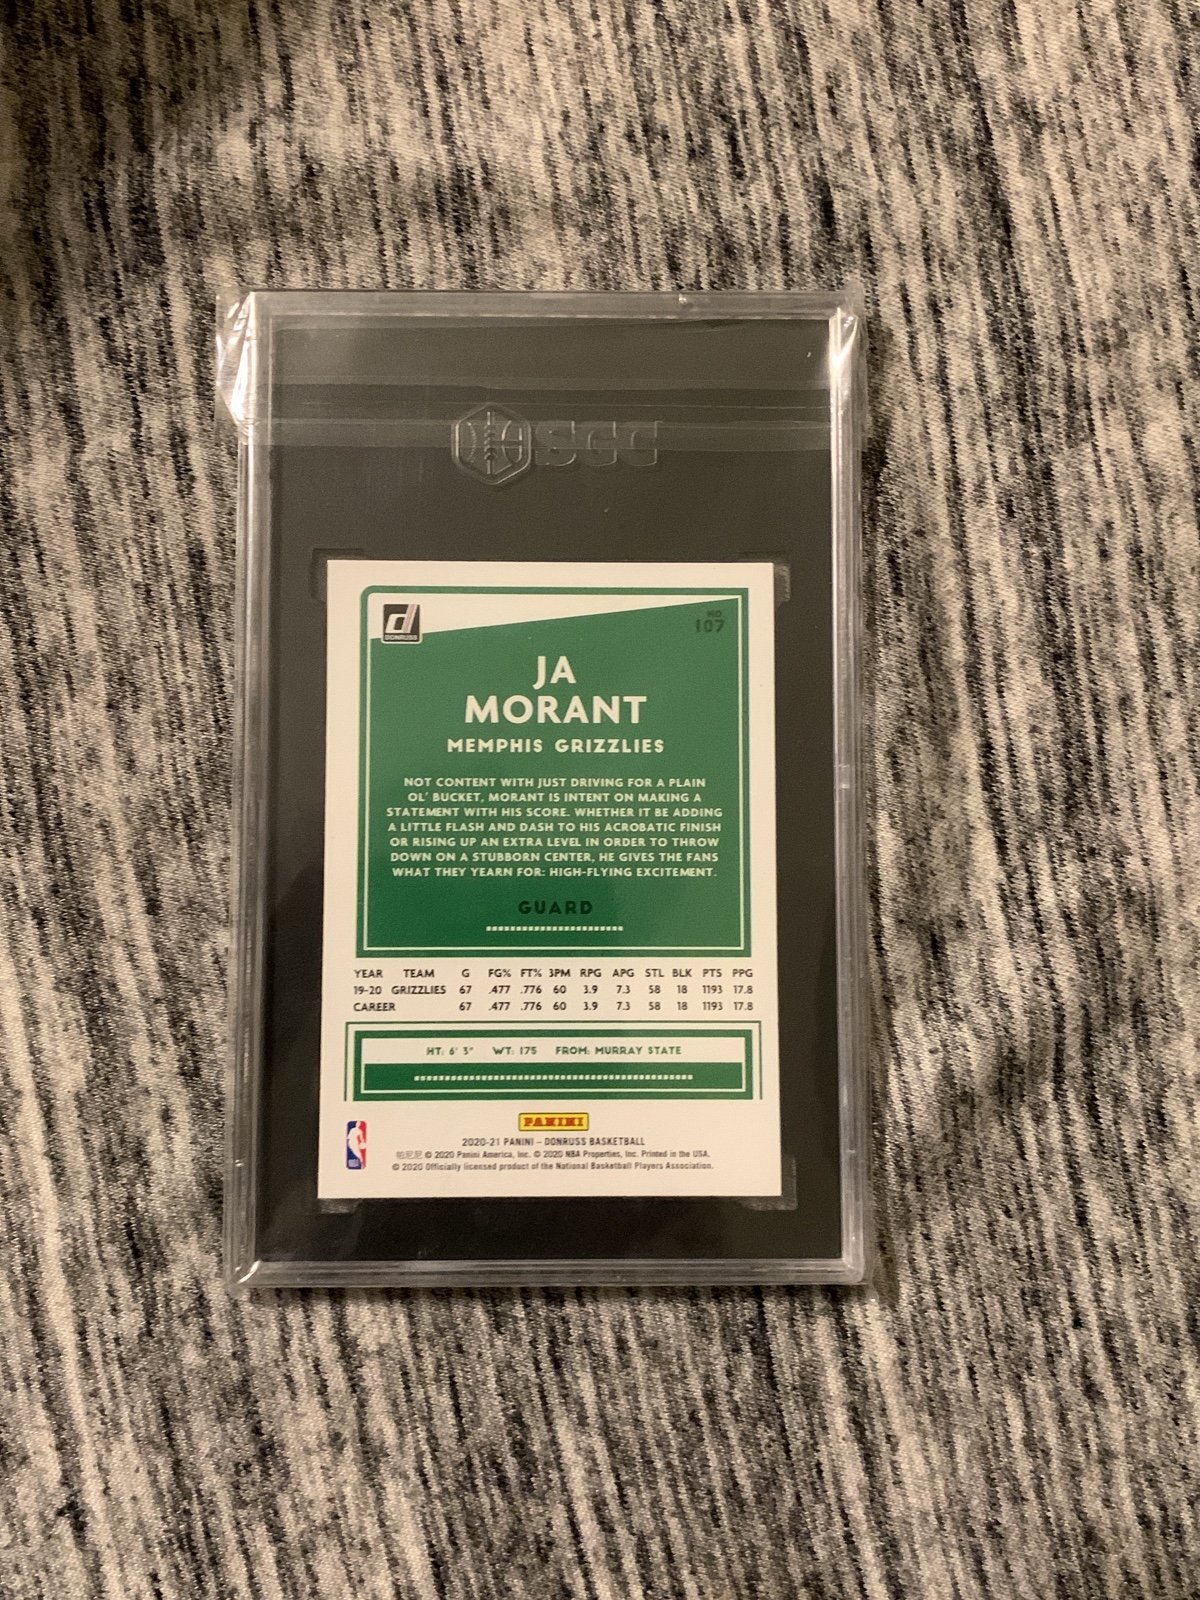 SGC
DONRUSS
NO
107
JA
MORANT
MEMPHIS GRIZZLIES
NOT CONTENT WITH JUST DRIVING FOR A PLAIN
OL' BUCKET, MORANT IS INTENT ON MAKING A
STATEMENT WITH HIS SCORE. WHETHER IT BE ADDING
A LITTLE FLASH AND DASH TO HIS ACROBATIC FINISH
OR RISING UP AN EXTRA LEVEL IN ORDER TO THROW
DOWN ON A STUBBORN CENTER, HE GIVES THE FANS
WHAT THEY YEARN FOR: HIGH-FLYING EXCITEMENT.
GUARD
YEAR TEAM G FG% FT% 3PM RPG APG STL BLK PTS PPG
19-20 GRIZZLIES 67 .477 .776 60 3.9 7.3 58 18 1193 17.8
CAREER 67 .477 .776 60 3.9 7.3 58 18 1193 17.8
HT: 6' 3" WT: 175 FROM: MURRAY STATE
PANINI
NBA
2020-21 PANINI – DONRUSS BASKETBALL
帕尼尼 © 2020 Panini America, Inc. © 2020 NBA Properties, Inc. Printed in the USA.
© 2020 Officially licensed product of the National Basketball Players Association.